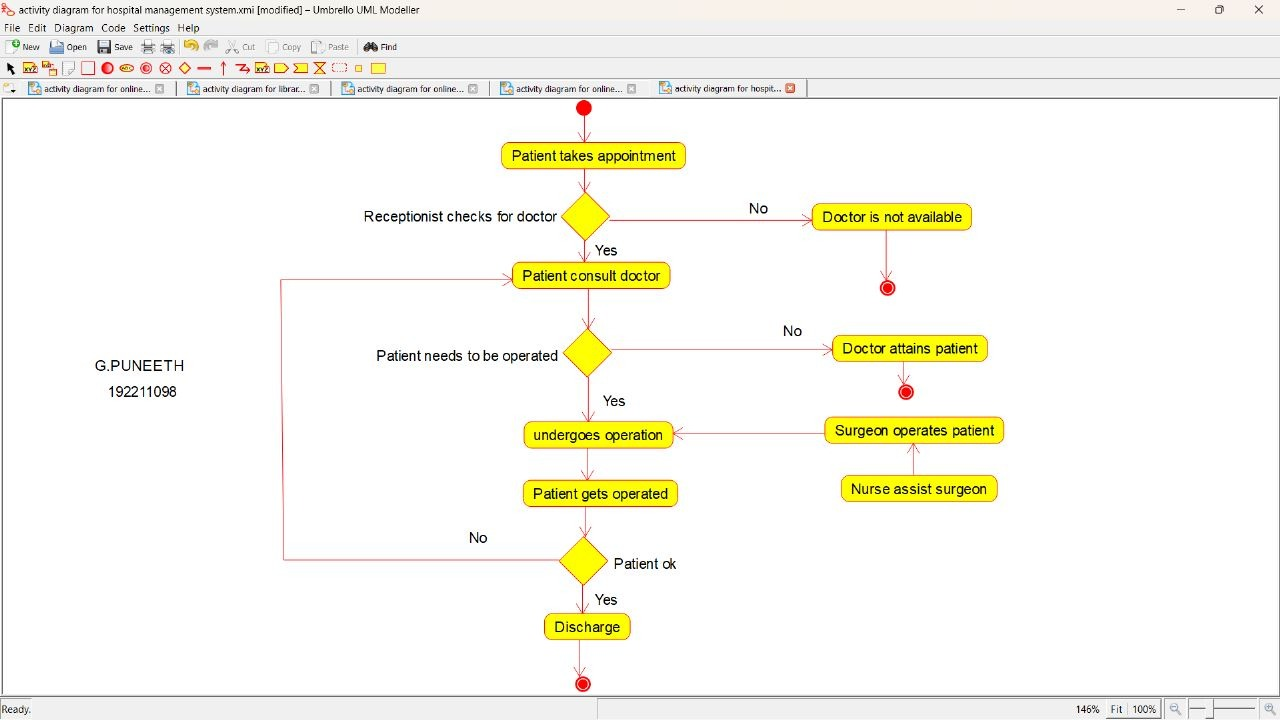 activity diagram for hospital management system.xmi [modified] – Umbrello UML Modeller
File Edit Diagram Code Settings Help
New Open Save Cut Copy Paste Find
activity diagram for online... activity diagram for librar... activity diagram for online... activity diagram for online... activity diagram for hospit...
Patient takes appointment
Receptionist checks for doctor
No
Doctor is not available
Yes
Patient consult doctor
No
Patient needs to be operated
Doctor attains patient
G.PUNEETH
192211098
Yes
undergoes operation
Surgeon operates patient
Patient gets operated
Nurse assist surgeon
No
Patient ok
Yes
Discharge
Ready.
146% Fit 100%